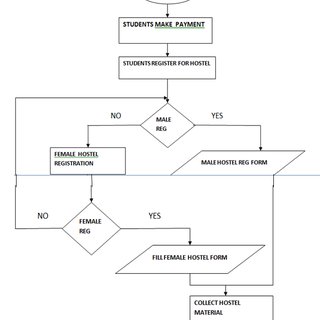 STUDENTS MAKE PAYMENT
STUDENTS REGISTER FOR HOSTEL
NO
MALE
REG
YES
FEMALE HOSTEL
REGISTRATION
MALE HOSTEL REG FORM
NO
FEMALE
REG
YES
FILL FEMALE HOSTEL FORM
COLLECT HOSTEL
MATERIAL